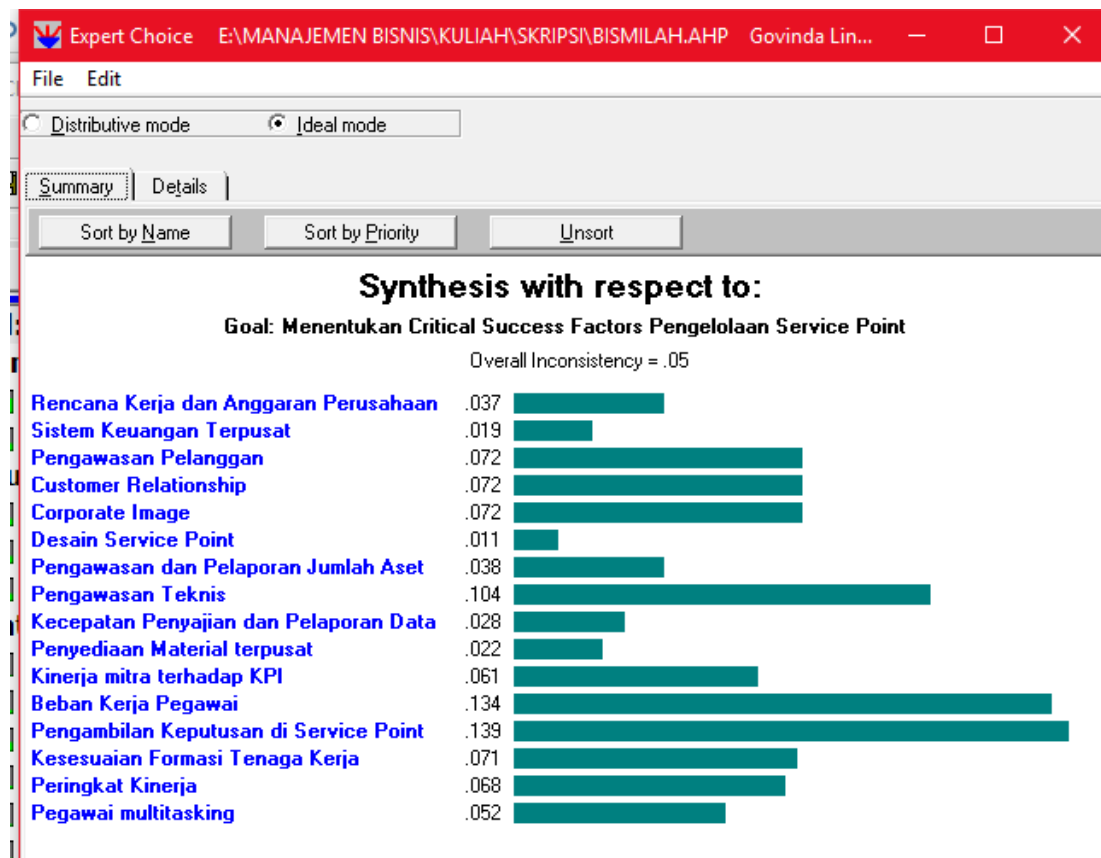 Expert Choice E:\MANAJEMEN BISNIS\KULIAH\SKRIPSI\BISMILAH.AHP Govinda Lin...
File Edit
Distributive mode Ideal mode
Summary Details
Sort by Name Sort by Priority Unsort
Synthesis with respect to:
Goal: Menentukan Critical Success Factors Pengelolaan Service Point
Overall Inconsistency = .05
Rencana Kerja dan Anggaran Perusahaan .037
Sistem Keuangan Terpusat .019
Pengawasan Pelanggan .072
Customer Relationship .072
Corporate Image .072
Desain Service Point .011
Pengawasan dan Pelaporan Jumlah Aset .038
Pengawasan Teknis .104
Kecepatan Penyajian dan Pelaporan Data .028
Penyediaan Material terpusat .022
Kinerja mitra terhadap KPI .061
Beban Kerja Pegawai .134
Pengambilan Keputusan di Service Point .139
Kesesuaian Formasi Tenaga Kerja .071
Peringkat Kinerja .068
Pegawai multitasking .052